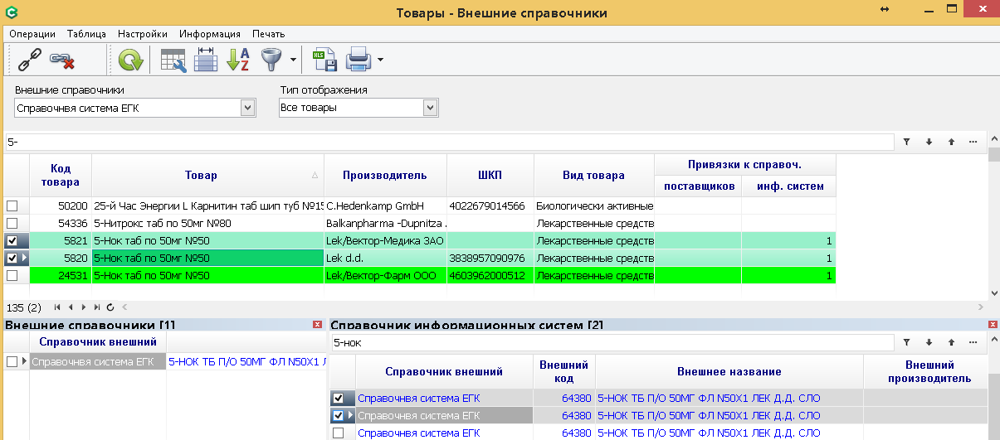 Товары - Внешние справочники
Операции Таблица Настройки Информация Печать
Внешние справочники Тип отображения
Справочнвя система ЕГК Все товары
5-
Код товара Товар Производитель ШКП Вид товара Привязки к справоч.
поставщиков инф. систем
50200 25-й Час Энергии L Карнитин таб шип туб №15 C.Hedenkamp GmbH 4022679014566 Биологически активные
54336 5-Нитрокс таб по 50мг №80 Balkanpharma -Dupnitza . Лекарственные средств
5821 5-Нок таб по 50мг №50 Lek/Вектор-Медика ЗАО Лекарственные средств 1
5820 5-Нок таб по 50мг №50 Lek d.d. 3838957090976 Лекарственные средств 1
24531 5-Нок таб по 50мг №50 Lek/Вектор-Фарм ООО 4603962000512 Лекарственные средств 1
135 (2)
Внешние справочники [1]
Справочник внешний
Справочнвя система ЕГК 5-НОК ТБ П/О 50МГ ФЛ N50X1 Л
Справочник информационных систем [2]
5-нок
Справочник внешний Внешний код Внешнее название Внешний производитель
Справочнвя система ЕГК 64380 5-НОК ТБ П/О 50МГ ФЛ N50X1 ЛЕК Д.Д. СЛО
Справочнвя система ЕГК 64380 5-НОК ТБ П/О 50МГ ФЛ N50X1 ЛЕК Д.Д. СЛО
Справочнвя система ЕГК 64380 5-НОК ТБ П/О 50МГ ФЛ N50X1 ЛЕК Д.Д. СЛО